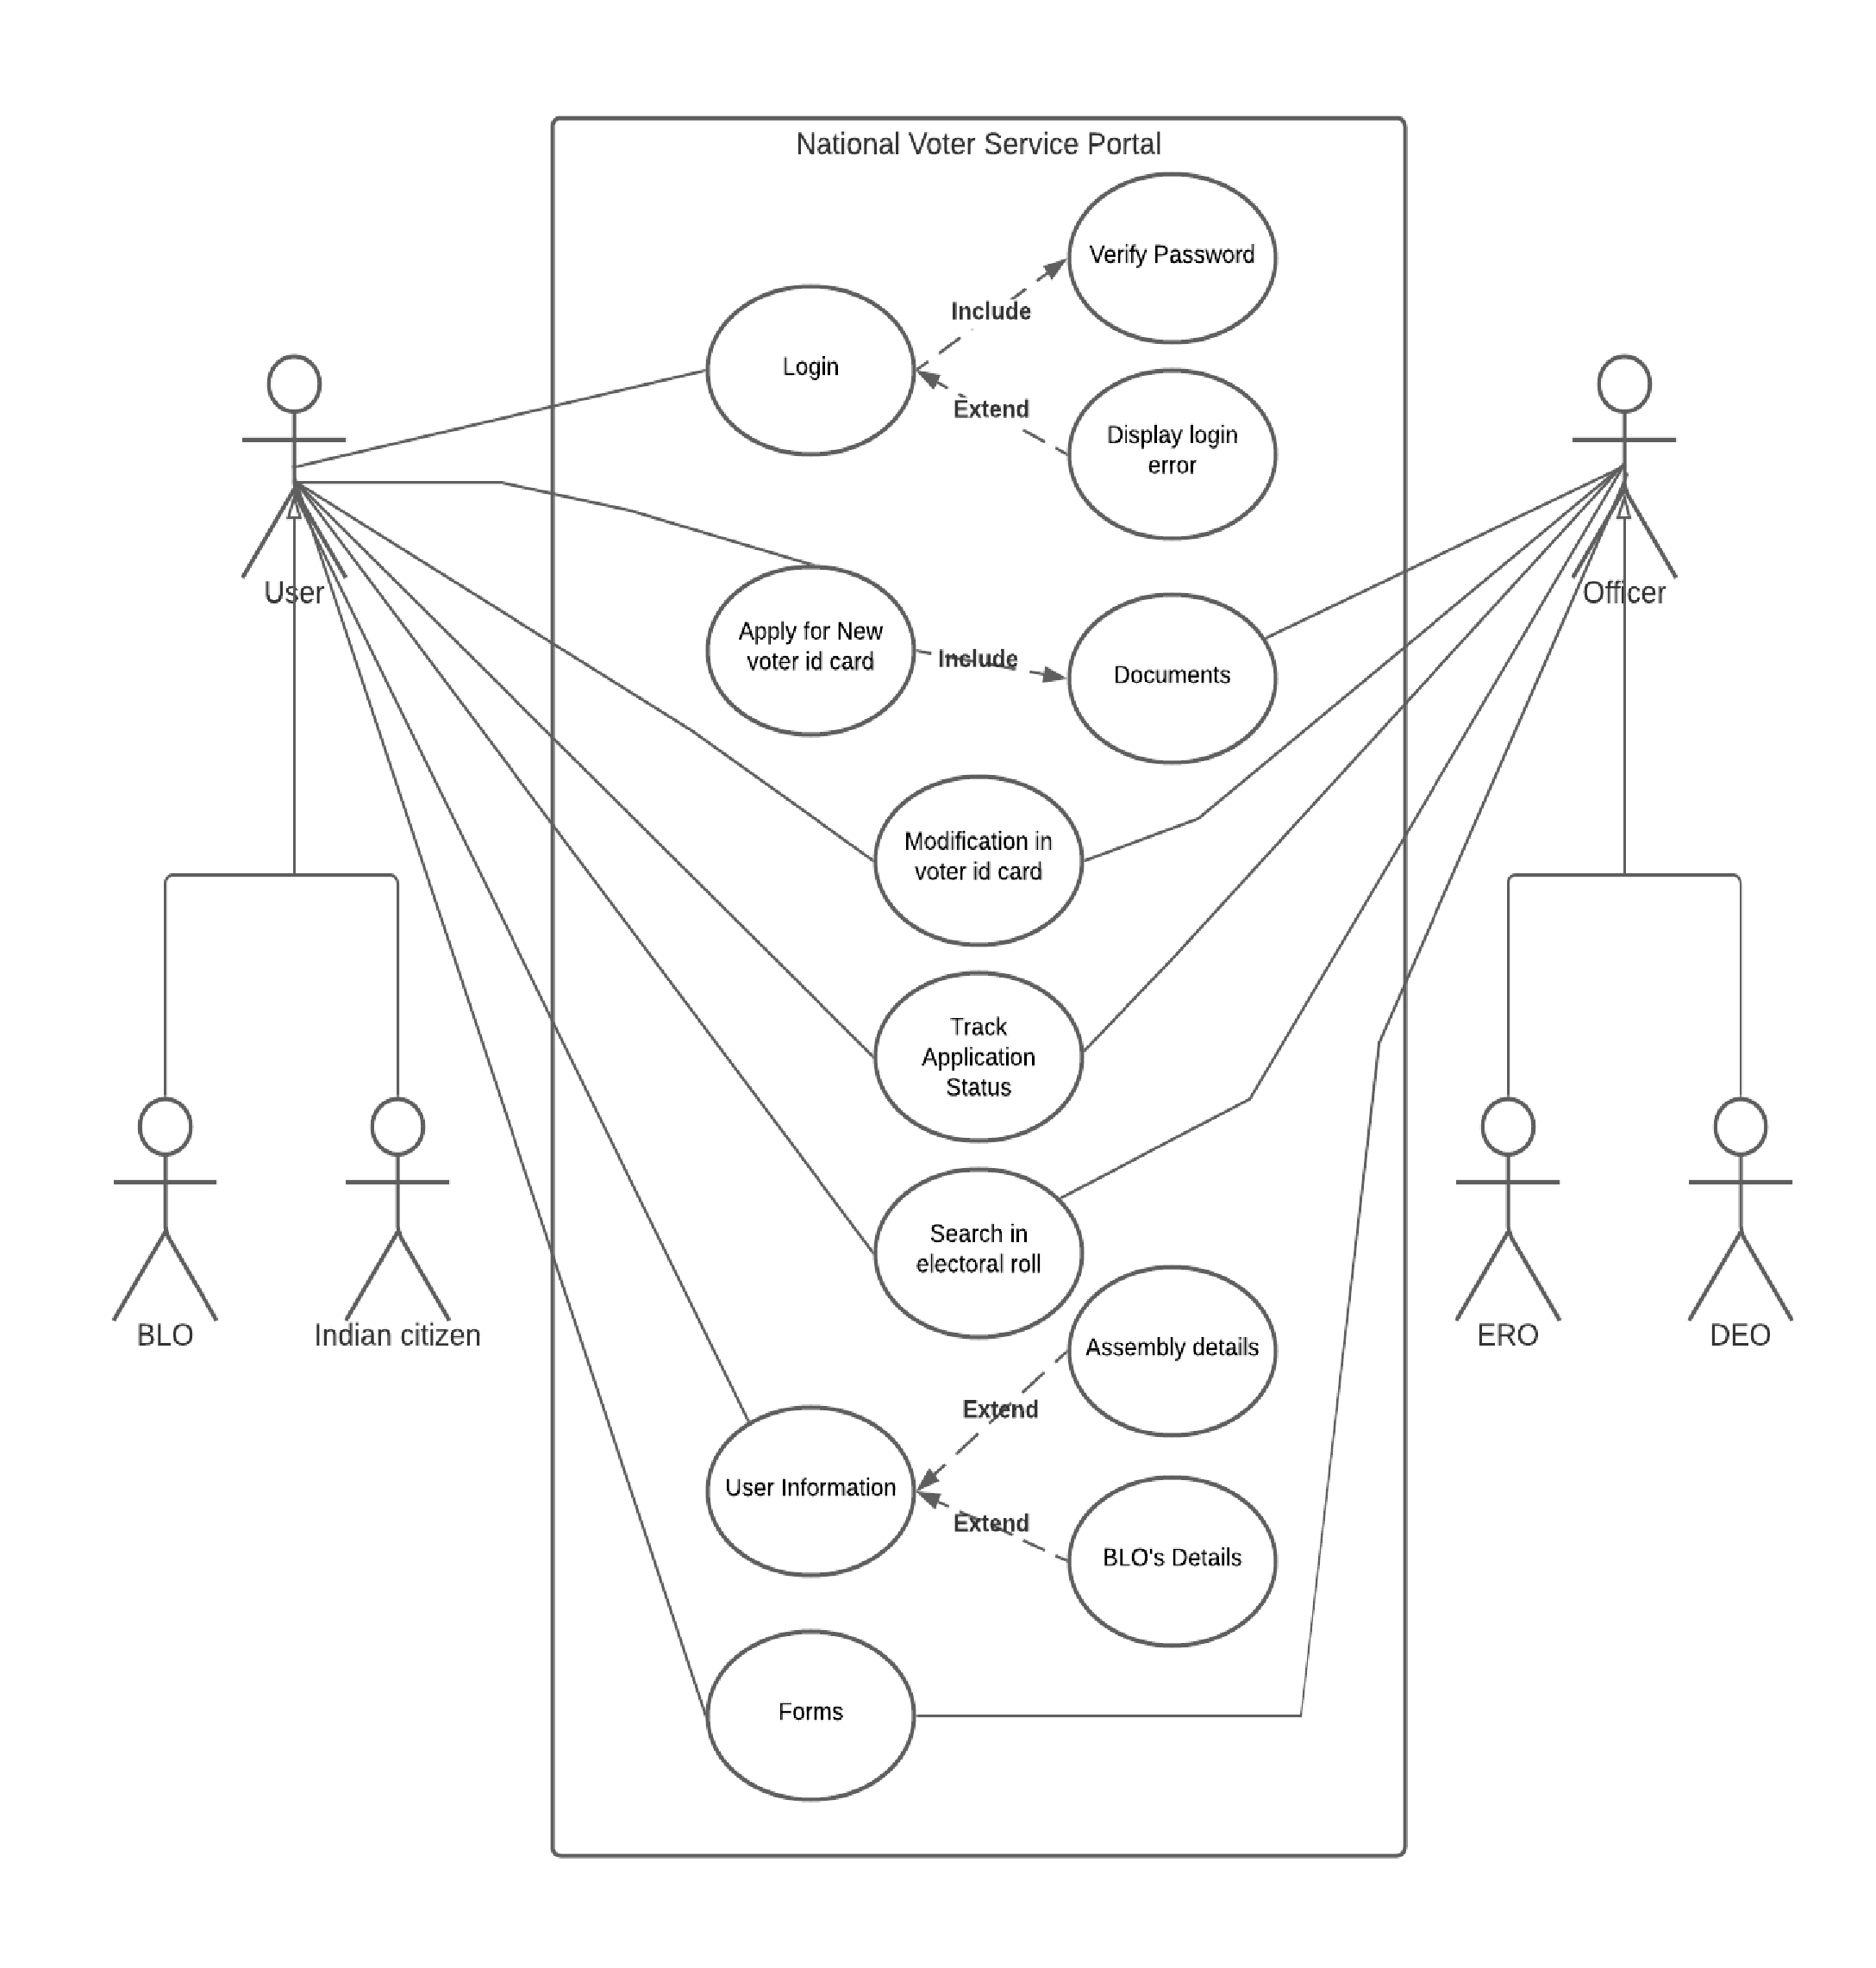 National Voter Service Portal
Verify Password
Include
Login
Extend
Display login
error
User
Officer
Apply for New
voter id card
Include
Documents
Modification in
voter id card
Track
Application
Status
Search in
electoral roll
BLO
Indian citizen
ERO
DEO
Assembly details
Extend
User Information
Extend
BLO's Details
Forms